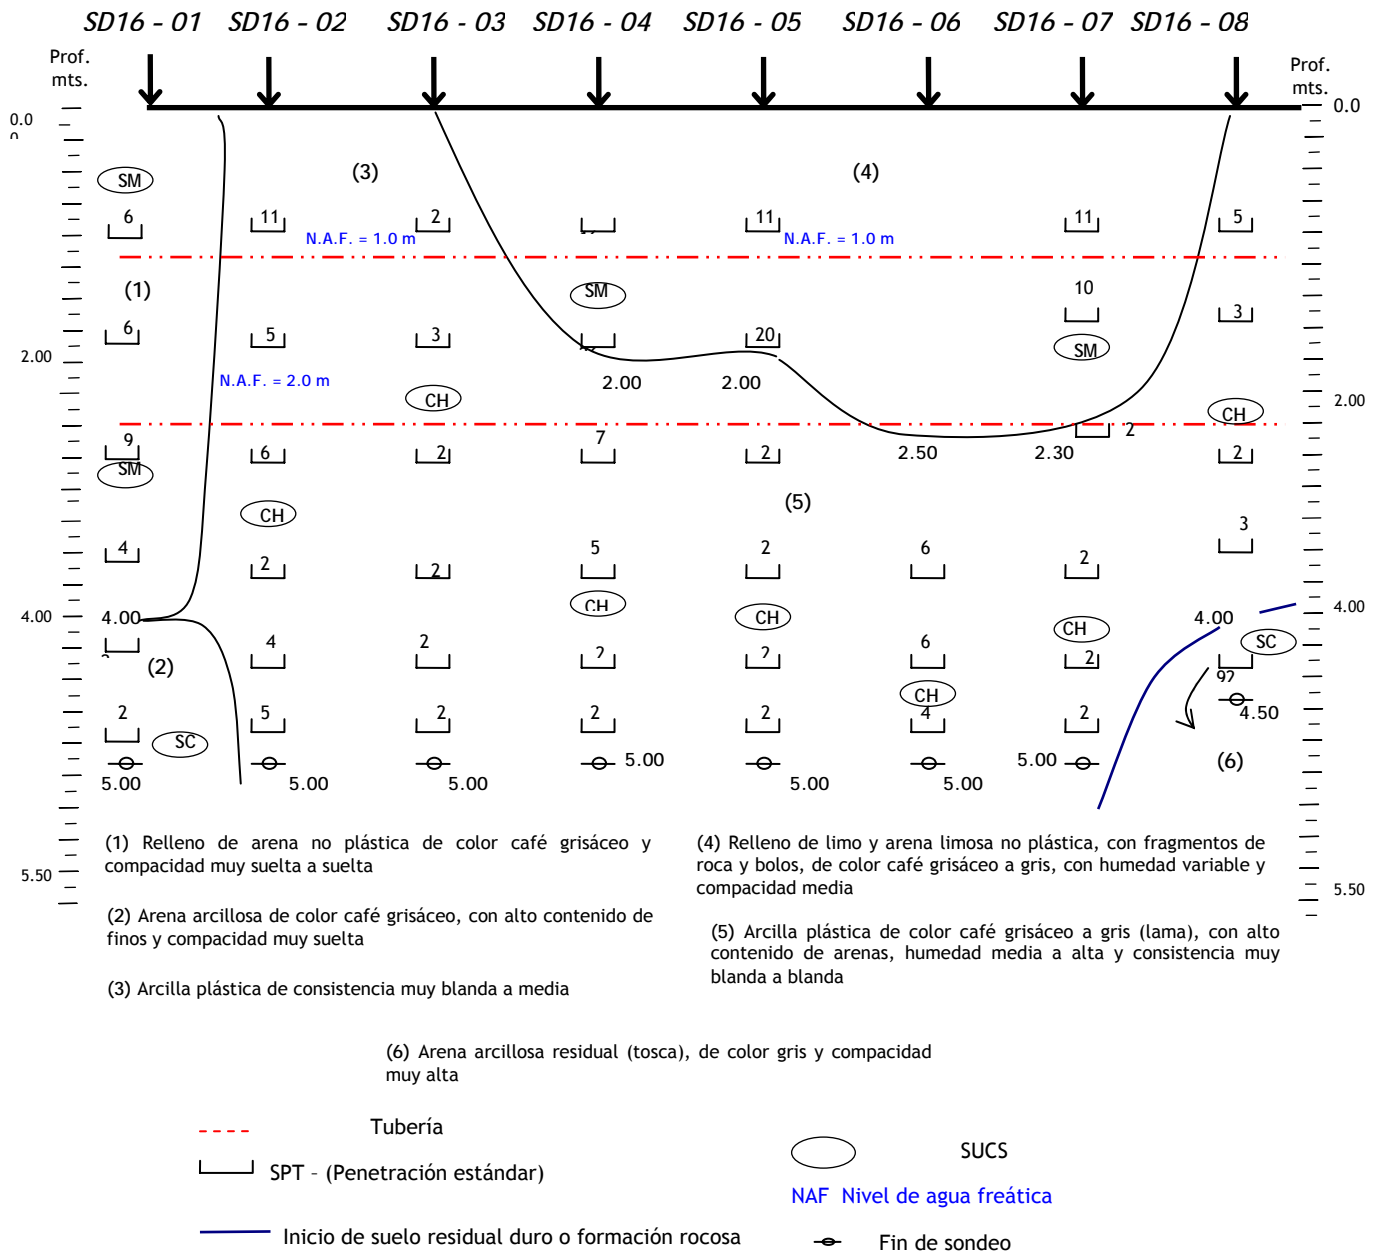 SD16 - 01 SD16 - 02 SD16 - 03 SD16 - 04 SD16 - 05 SD16 - 06 SD16 - 07 SD16 - 08
Prof.
mts.
Prof.
mts.
0.0
0.0
SM
(3)
(4)
6 11 2 11 11 5
N.A.F. = 1.0 m
N.A.F. = 1.0 m
(1)
SM
10
3
6 5 3 20
SM
2.00
N.A.F. = 2.0 m
2.00
2.00
CH
2.00
CH
9
7
2
SM
6 2 2 2
2.50
2.30
(5)
CH
4 2 2 5 2 6 2 3
CH
CH
4.00
4.00
4.00
4.00
CH
SC
(2)
4 2 2 2 6 2
CH
92
2 5 2 2 2 4 2
4.50
SC
5.00 5.00 5.00 5.00 5.00 5.00 5.00
(6)
(1) Relleno de arena no plástica de color café grisáceo y
compacidad muy suelta a suelta
(4) Relleno de limo y arena limosa no plástica, con fragmentos de
roca y bolos, de color café grisáceo a gris, con humedad variable y
compacidad media
5.50
5.50
(2) Arena arcillosa de color café grisáceo, con alto contenido de
finos y compacidad muy suelta
(5) Arcilla plástica de color café grisáceo a gris (lama), con alto
contenido de arenas, humedad media a alta y consistencia muy
blanda a blanda
(3) Arcilla plástica de consistencia muy blanda a media
(6) Arena arcillosa residual (tosca), de color gris y compacidad
muy alta
Tubería
SUCS
SPT - (Penetración estándar)
NAF Nivel de agua freática
Inicio de suelo residual duro o formación rocosa
Fin de sondeo